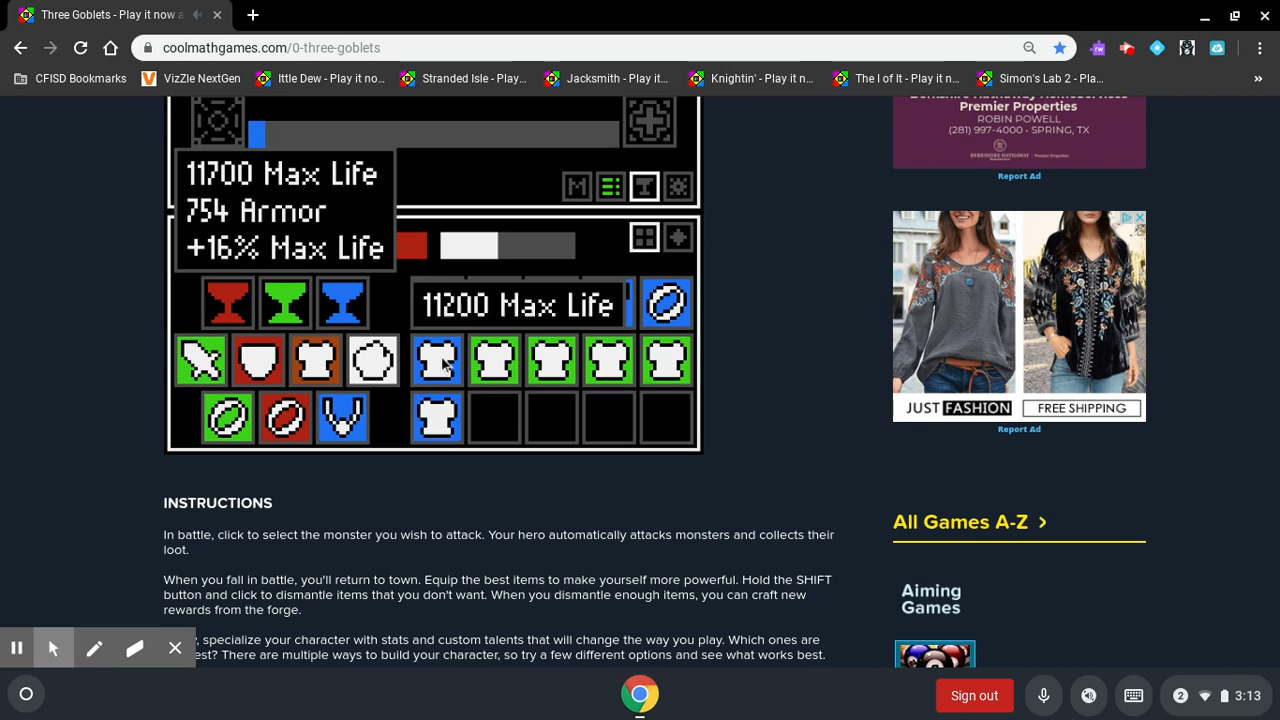 Three Goblets - Play it now a
coolmathgames.com/0-three-goblets
CFISD Bookmarks
VizZle NextGen
Ittle Dew - Play it no...
Stranded Isle - Play...
Jacksmith - Play it...
Knightin' - Play it n...
The I of It - Play it n...
Simon's Lab 2 - Pla...
»
Premier Properties
ROBIN POWELL
(281) 997-4000 • SPRING, TX
BERKSHIRE HATHAWAY
Premier Properties
Report Ad
11700 Max Life
754 Armor
+16% Max Life
M
11200 Max Life
JUST FASHION
FREE SHIPPING
Report Ad
INSTRUCTIONS
In battle, click to select the monster you wish to attack. Your hero automatically attacks monsters and collects their
loot.
When you fall in battle, you'll return to town. Equip the best items to make yourself more powerful. Hold the SHIFT
button and click to dismantle items that you don't want. When you dismantle enough items, you can craft new
rewards from the forge.
, specialize your character with stats and custom talents that will change the way you play. Which ones are
est? There are multiple ways to build your character, so try a few different options and see what works best.
All Games A-Z >
Aiming
Games
Sign out
2
3:13